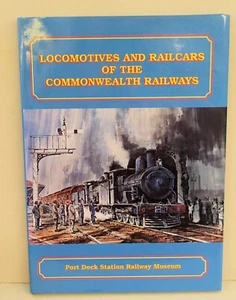 LOCOMOTIVES AND RAILCARS
OF THE
COMMONWEALTH RAILWAYS
Port Dock Station Railway Museum